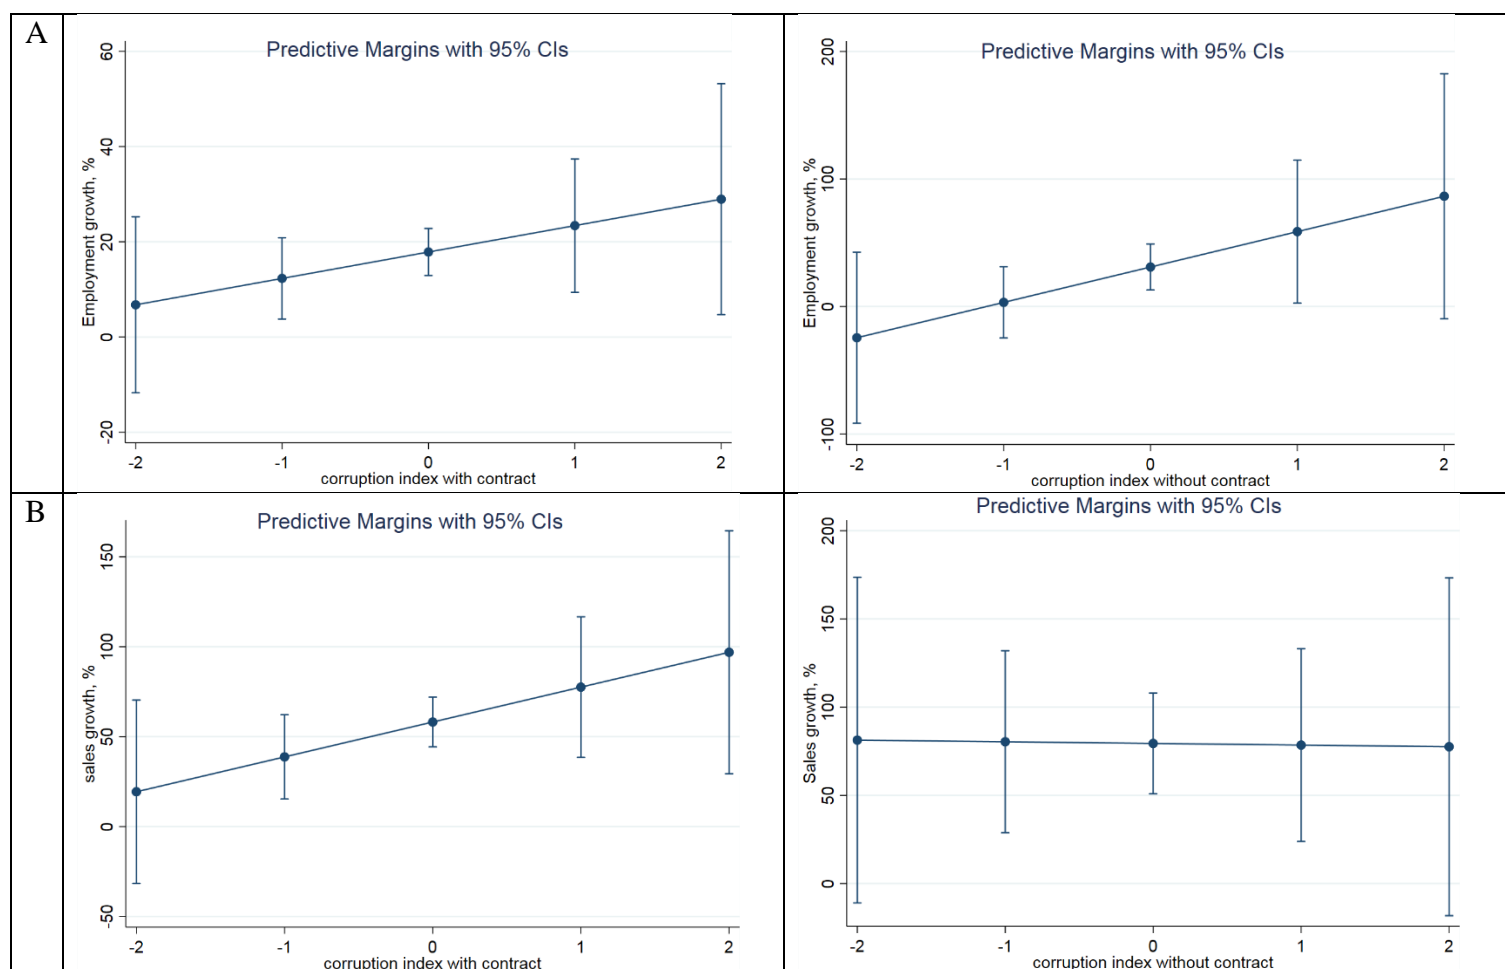 A
Predictive Margins with 95% CIs
Employment growth, %
60
40
20
0
-20
-2 -1 0 1 2
corruption index with contract
Predictive Margins with 95% CIs
Employment growth, %
200
100
0
-100
-2 -1 0 1 2
corruption index without contract
B
Predictive Margins with 95% CIs
sales growth, %
150
100
50
0
-50
-2 -1 0 1 2
corruption index with contract
Predictive Margins with 95% CIs
Sales growth, %
200
150
100
50
0
-2 -1 0 1 2
corruption index without contract